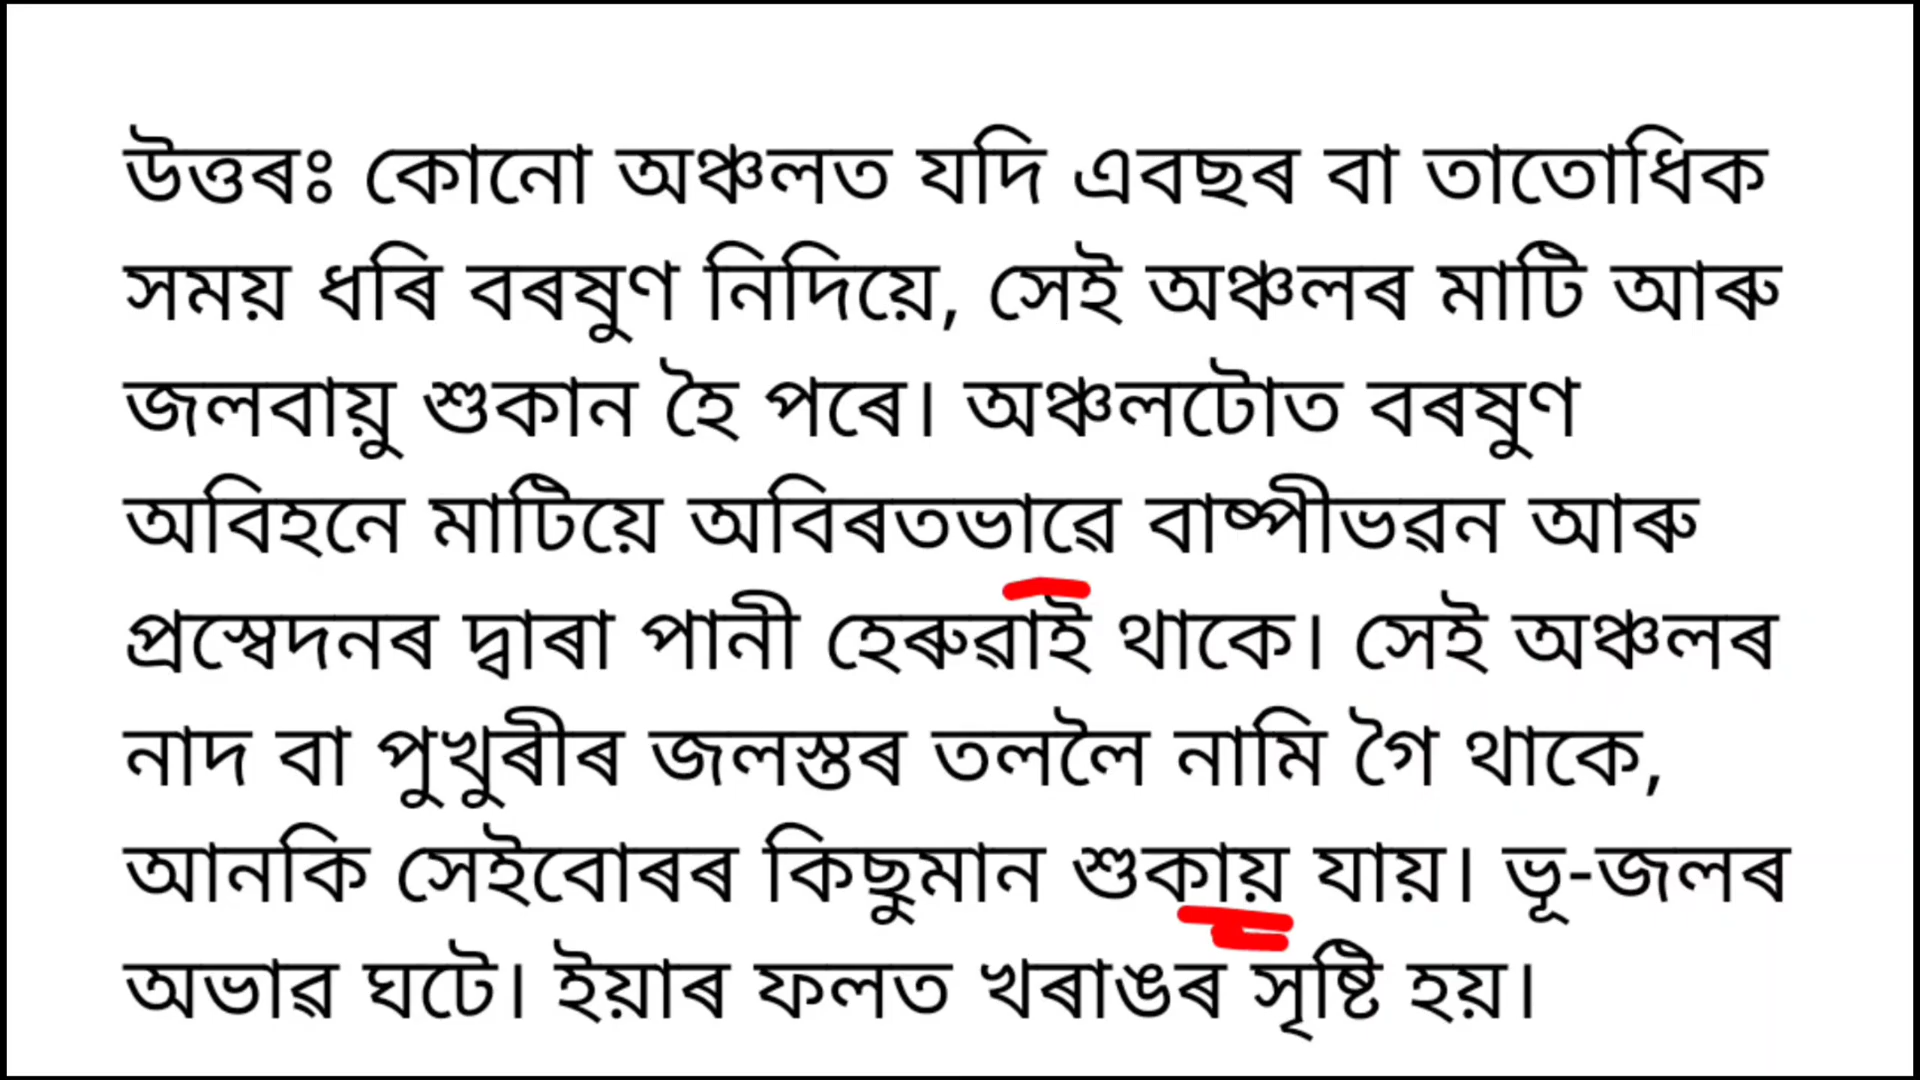 উত্তৰঃ কোনো অঞ্চলত যদি এবছৰ বা তাতোধিক
সময় ধৰি বৰষুণ নিদিয়ে, সেই অঞ্চলৰ মাটি আৰু
জলবায়ু শুকান হৈ পৰে। অঞ্চলটোত বৰষুণ
অবিহনে মাটিয়ে অবিৰতভাৱে বাষ্পীভৱন আৰু
প্ৰস্বেদনৰ দ্বাৰা পানী হেৰুৱাই থাকে। সেই অঞ্চলৰ
নাদ বা পুখুৰীৰ জলস্তৰ তললৈ নামি গৈ থাকে,
আনকি সেইবোৰৰ কিছুমান শুকায় যায়। ভূ-জলৰ
অভাৱ ঘটে। ইয়াৰ ফলত খৰাঙৰ সৃষ্টি হয়।